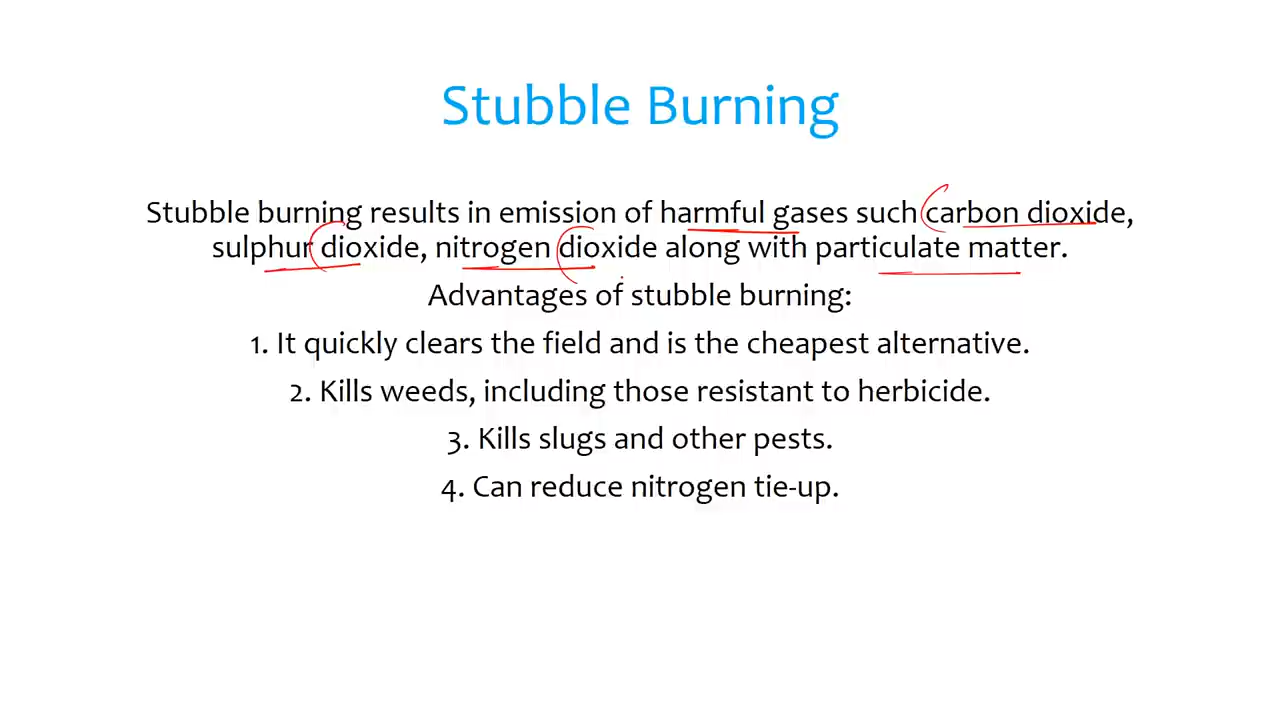 Stubble Burning
Stubble burning results in emission of harmful gases such carbon dioxide,
sulphur dioxide, nitrogen dioxide along with particulate matter.
Advantages of stubble burning:
1. It quickly clears the field and is the cheapest alternative.
2. Kills weeds, including those resistant to herbicide.
3. Kills slugs and other pests.
4. Can reduce nitrogen tie-up.